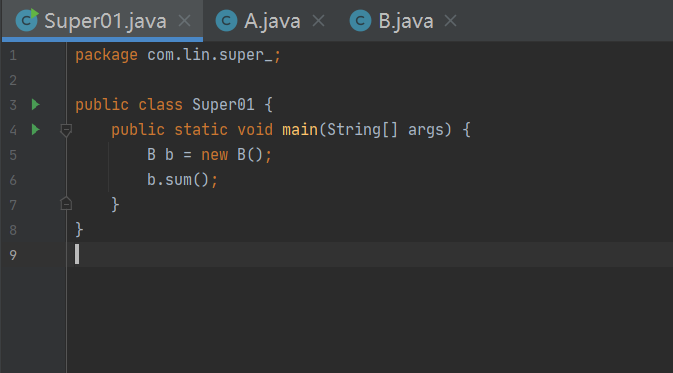 Super01.java A.java B.java
1 package com.lin.super_;
2
3 public class Super01 {
4     public static void main(String[] args) {
5         B b = new B();
6         b.sum();
7     }
8 }
9